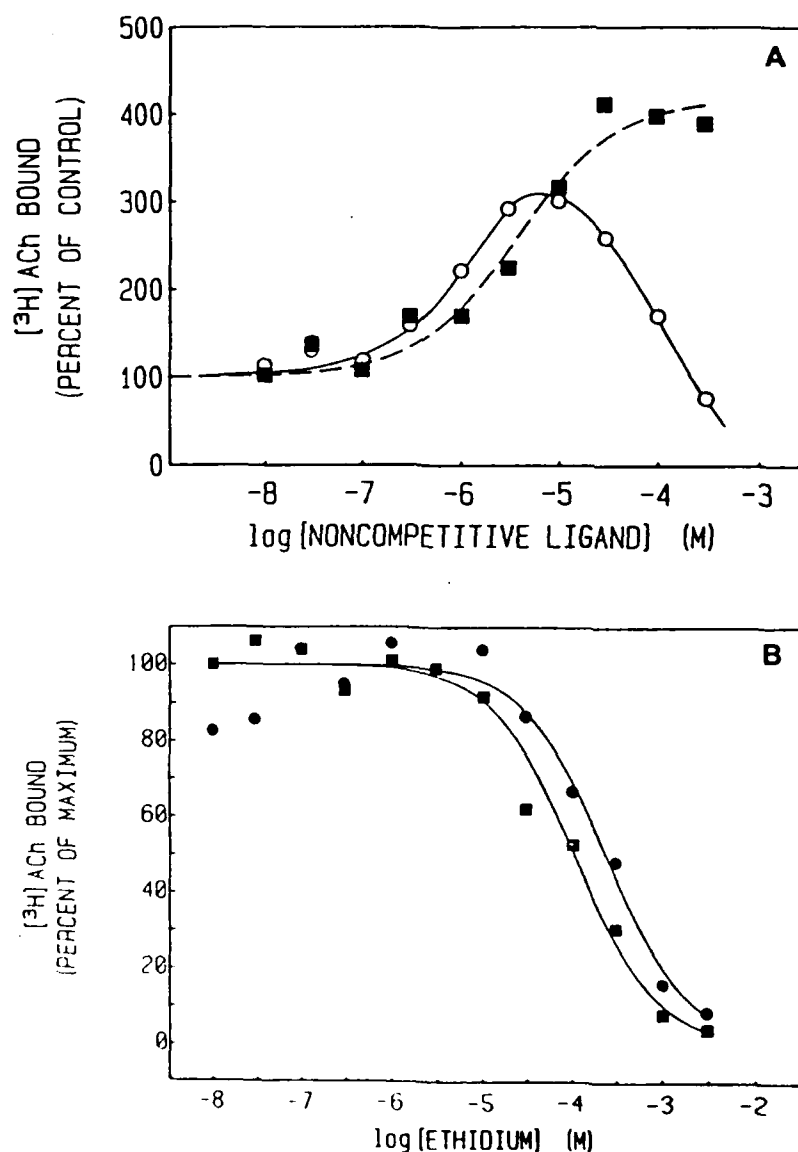 A
500
400
300
200
100
0
[³H] ACh BOUND
(PERCENT OF CONTROL)
-8 -7 -6 -5 -4 -3
log [NONCOMPETITIVE LIGAND] (M)
B
100
80
60
40
20
0
[³H] ACh BOUND
(PERCENT OF MAXIMUM)
-8 -7 -6 -5 -4 -3 -2
log [ETHIDIUM] (M)